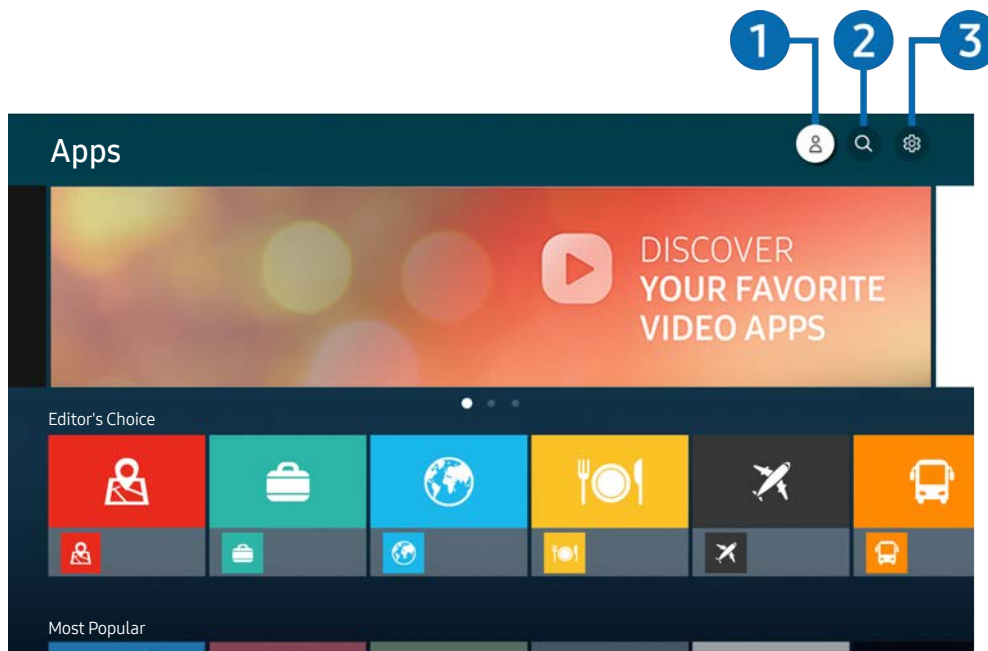 1 2 3
Apps
DISCOVER
YOUR FAVORITE
VIDEO APPS
Editor's Choice
Most Popular